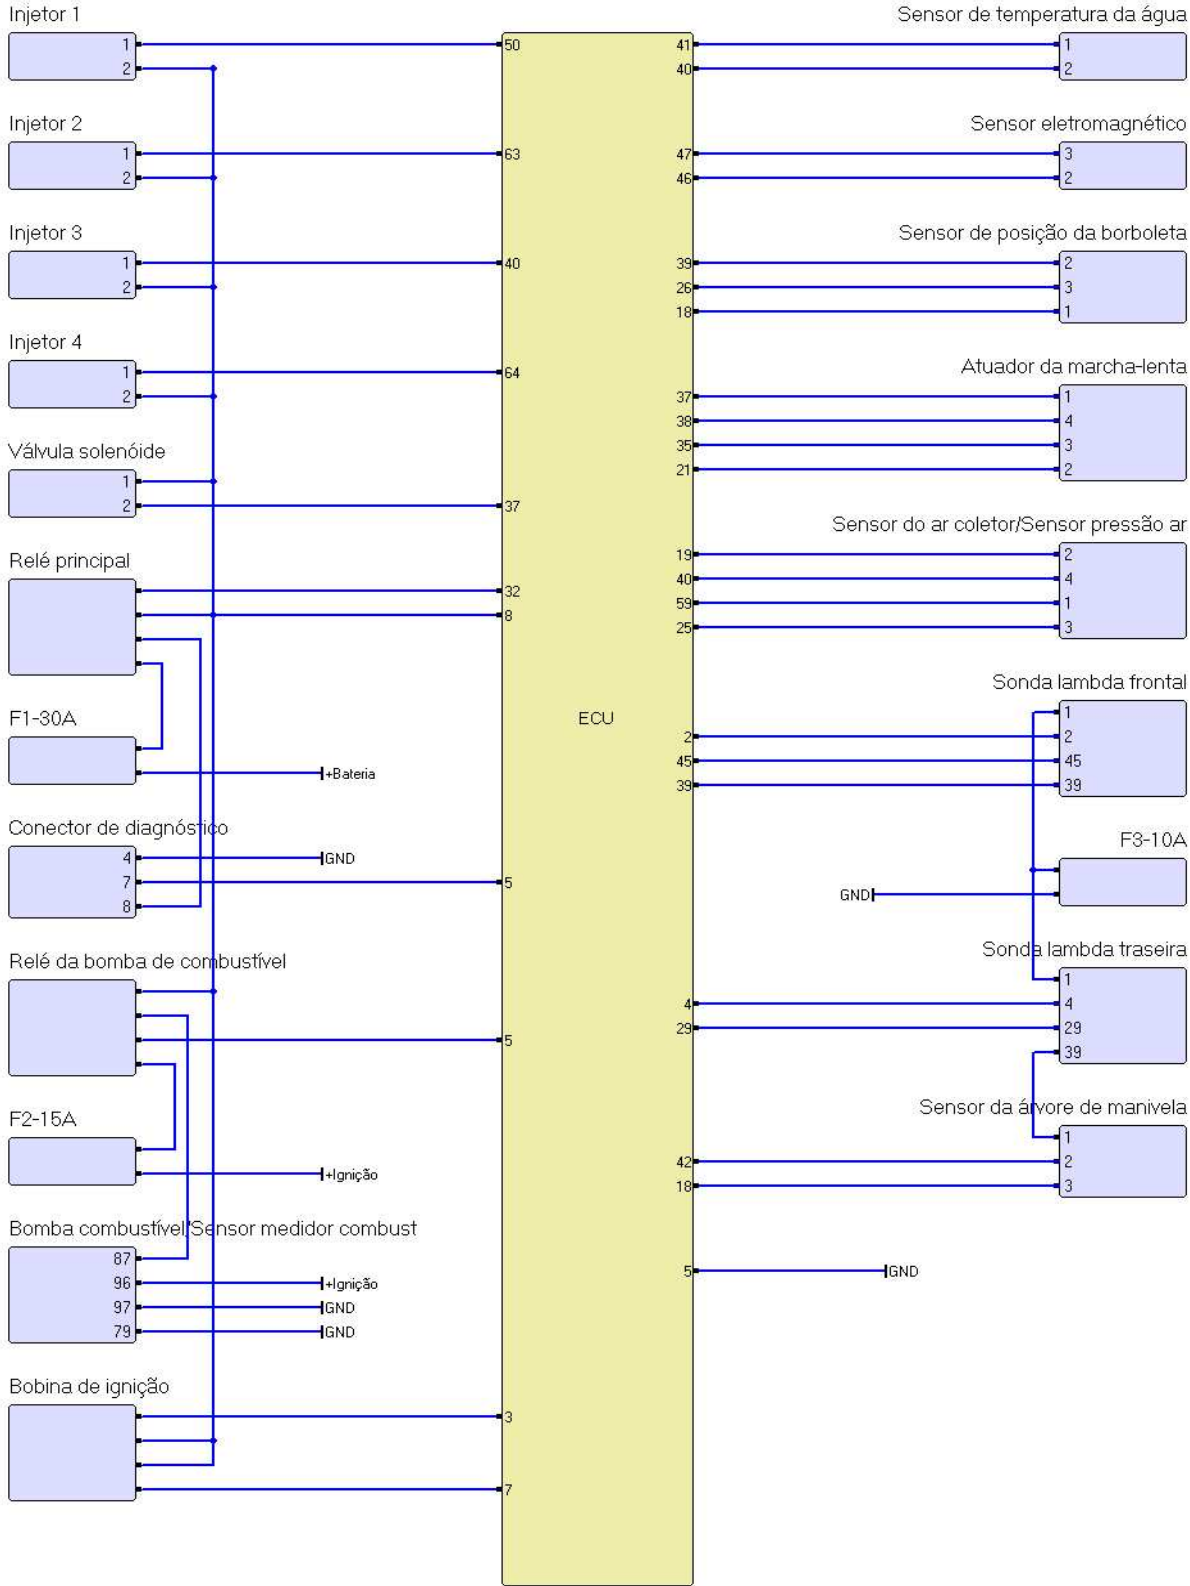 Injetor 1
1
2
50
Injetor 2
1
2
63
Injetor 3
1
2
40
Injetor 4
1
2
64
Válvula solenóide
1
2
37
Relé principal
32
8
F1-30A
+Bateria
Conector de diagnóstico
4
GND
7
5
8
Relé da bomba de combustível
5
F2-15A
+Ignição
Bomba combustível/Sensor medidor combust
87
96
+Ignição
97
GND
79
GND
Bobina de ignição
3
7
ECU
Sensor de temperatura da água
41
1
40
2
Sensor eletromagnético
47
3
46
2
Sensor de posição da borboleta
39
2
26
3
18
1
Atuador da marcha-lenta
37
1
38
4
35
3
21
2
Sensor do ar coletor/Sensor pressão ar
19
2
40
4
59
1
25
3
Sonda lambda frontal
1
2
2
45
45
39
39
F3-10A
GND
Sonda lambda traseira
1
4
4
29
29
39
Sensor da árvore de manivela
1
42
2
18
3
5
GND